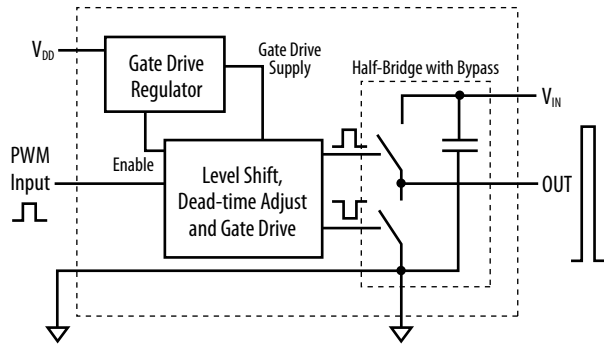 V_DD
Gate Drive
Regulator
Gate Drive
Supply
Half-Bridge with Bypass
V_IN
PWM
Input
Enable
Level Shift,
Dead-time Adjust
and Gate Drive
OUT